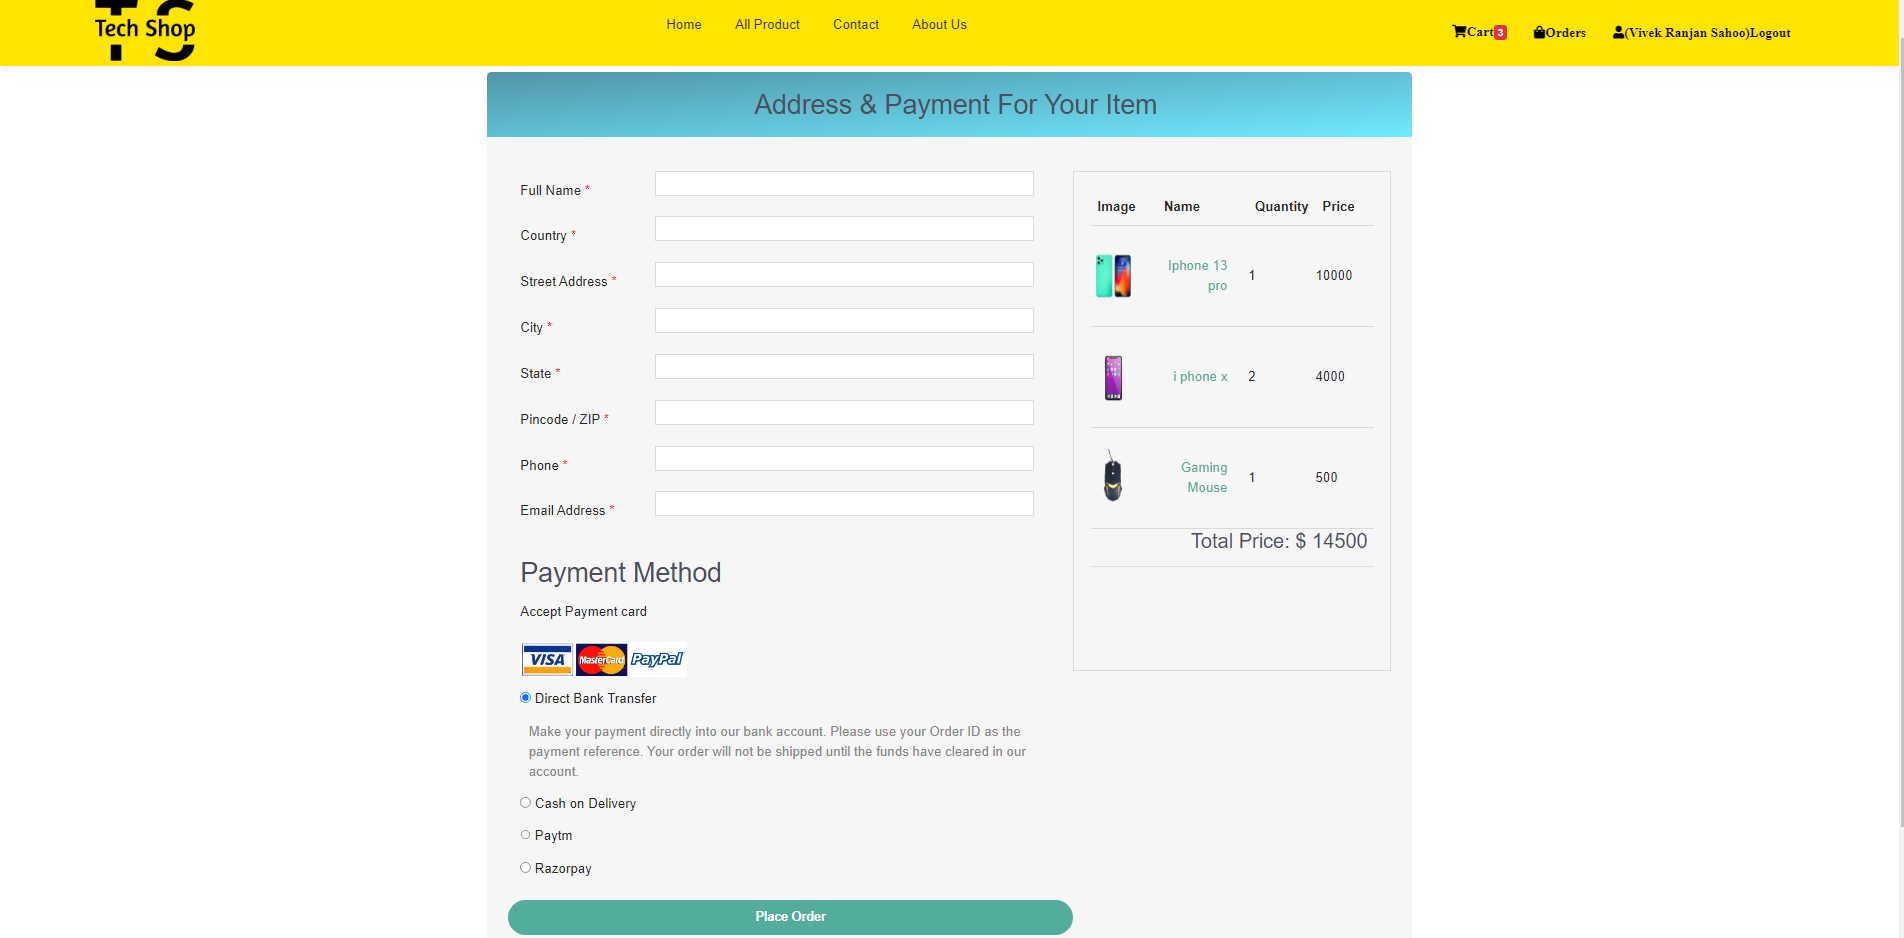 TS
Tech Shop
Home All Product Contact About Us
Cart 3 Orders (Vivek Ranjan Sahoo)Logout
Address & Payment For Your Item
Full Name *
Country *
Street Address *
City *
State *
Pincode / ZIP *
Phone *
Email Address *
Image Name Quantity Price
Iphone 13
pro 1 10000
i phone x 2 4000
Gaming
Mouse 1 500
Total Price: $ 14500
Payment Method
Accept Payment card
VISA MasterCard PayPal
Direct Bank Transfer
Make your payment directly into our bank account. Please use your Order ID as the
payment reference. Your order will not be shipped until the funds have cleared in our
account.
Cash on Delivery
Paytm
Razorpay
Place Order